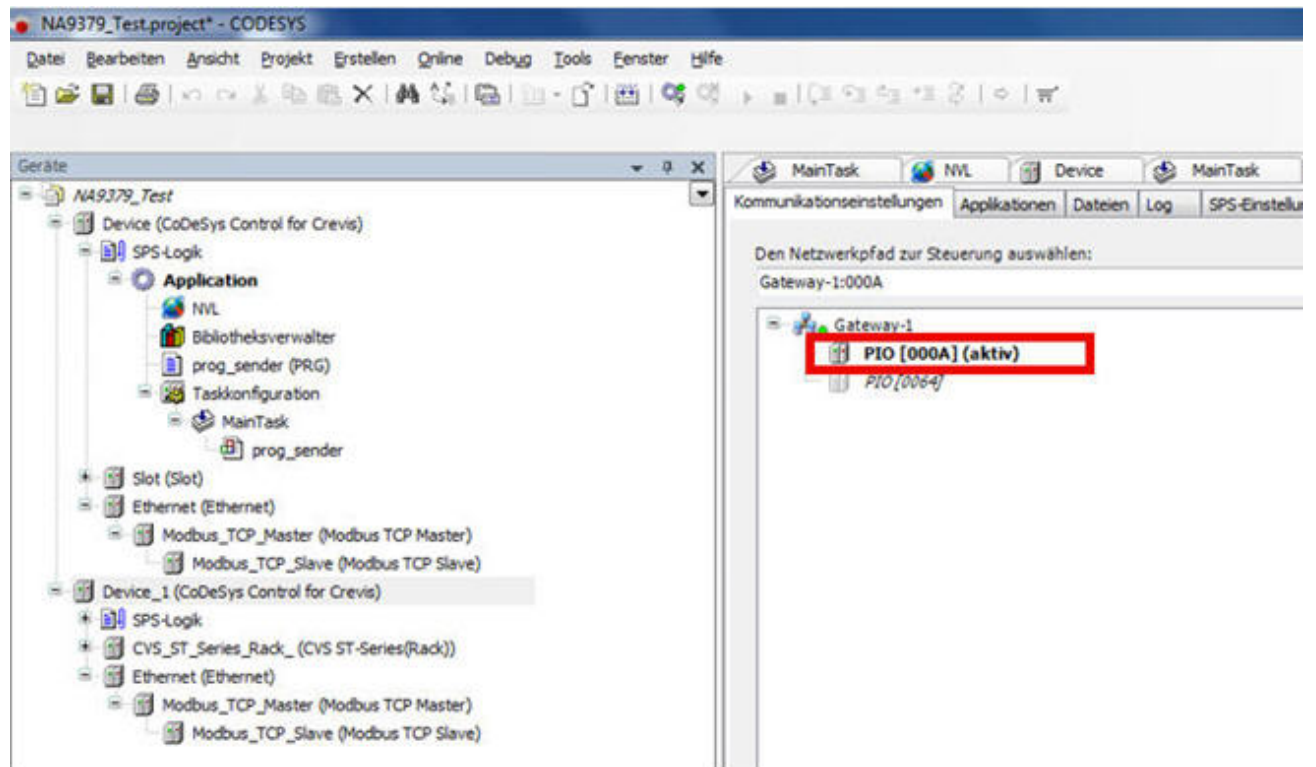 NA9379_Test.project* - CODESYS
Datei Bearbeiten Ansicht Projekt Erstellen Online Debug Tools Fenster Hilfe
Geräte
NA9379_Test
Device (CoDeSys Control for Crevis)
SPS-Logik
Application
NVL
Bibliotheksverwalter
prog_sender (PRG)
Taskkonfiguration
MainTask
prog_sender
Slot (Slot)
Ethernet (Ethernet)
Modbus_TCP_Master (Modbus TCP Master)
Modbus_TCP_Slave (Modbus TCP Slave)
Device_1 (CoDeSys Control for Crevis)
SPS-Logik
CVS_ST_Series_Rack_ (CVS ST-Series(Rack))
Ethernet (Ethernet)
Modbus_TCP_Master (Modbus TCP Master)
Modbus_TCP_Slave (Modbus TCP Slave)
MainTask NVL Device MainTask
Kommunikationseinstellungen Applikationen Dateien Log SPS-Einstellu
Den Netzwerkpfad zur Steuerung auswählen:
Gateway-1:000A
Gateway-1
PIO [000A] (aktiv)
PIO [0064]